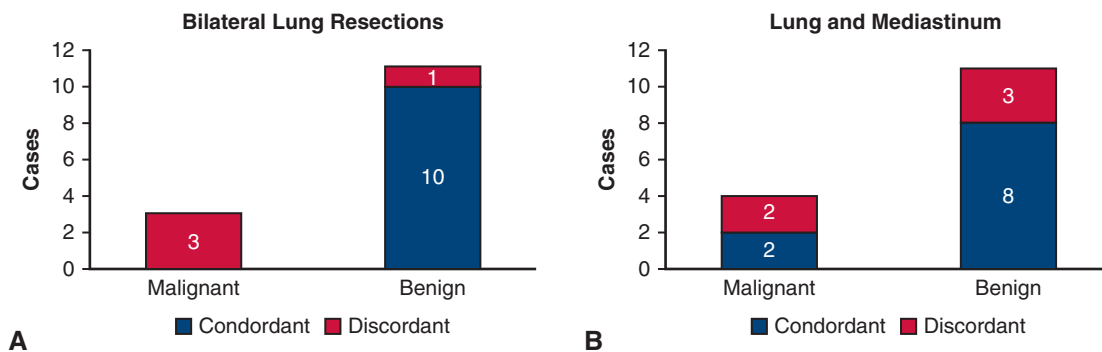 Bilateral Lung Resections
Cases
12
10
8
6
4
2
0
3
1
10
Malignant
Benign
Condordant
Discordant
A
Lung and Mediastinum
Cases
12
10
8
6
4
2
0
2
2
3
8
Malignant
Benign
Condordant
Discordant
B